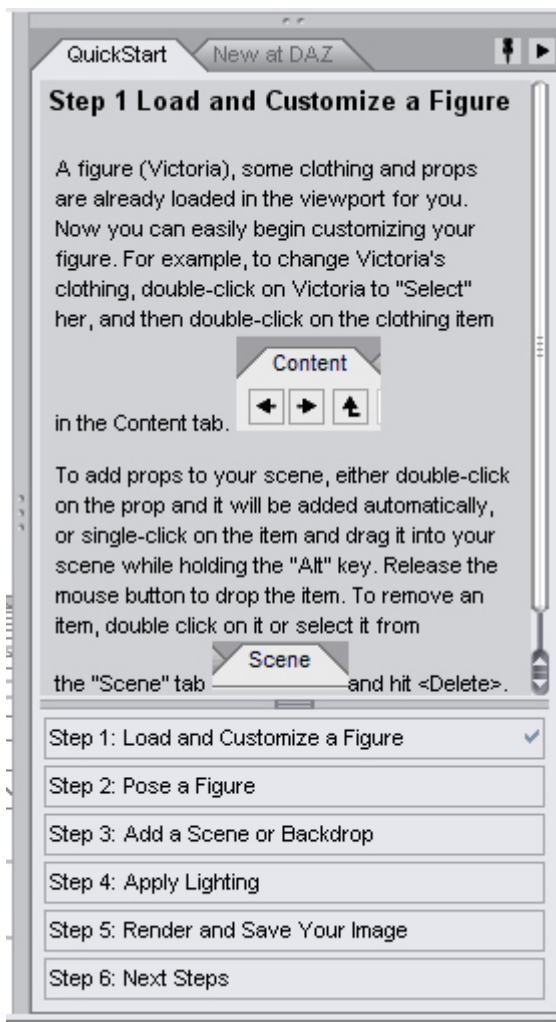 QuickStart New at DAZ
Step 1 Load and Customize a Figure
A figure (Victoria), some clothing and props
are already loaded in the viewport for you.
Now you can easily begin customizing your
figure. For example, to change Victoria's
clothing, double-click on Victoria to "Select"
her, and then double-click on the clothing item
Content
in the Content tab.
To add props to your scene, either double-click
on the prop and it will be added automatically,
or single-click on the item and drag it into your
scene while holding the "Alt" key. Release the
mouse button to drop the item. To remove an
item, double click on it or select it from
Scene
the "Scene" tab and hit <Delete>.
Step 1: Load and Customize a Figure
Step 2: Pose a Figure
Step 3: Add a Scene or Backdrop
Step 4: Apply Lighting
Step 5: Render and Save Your Image
Step 6: Next Steps